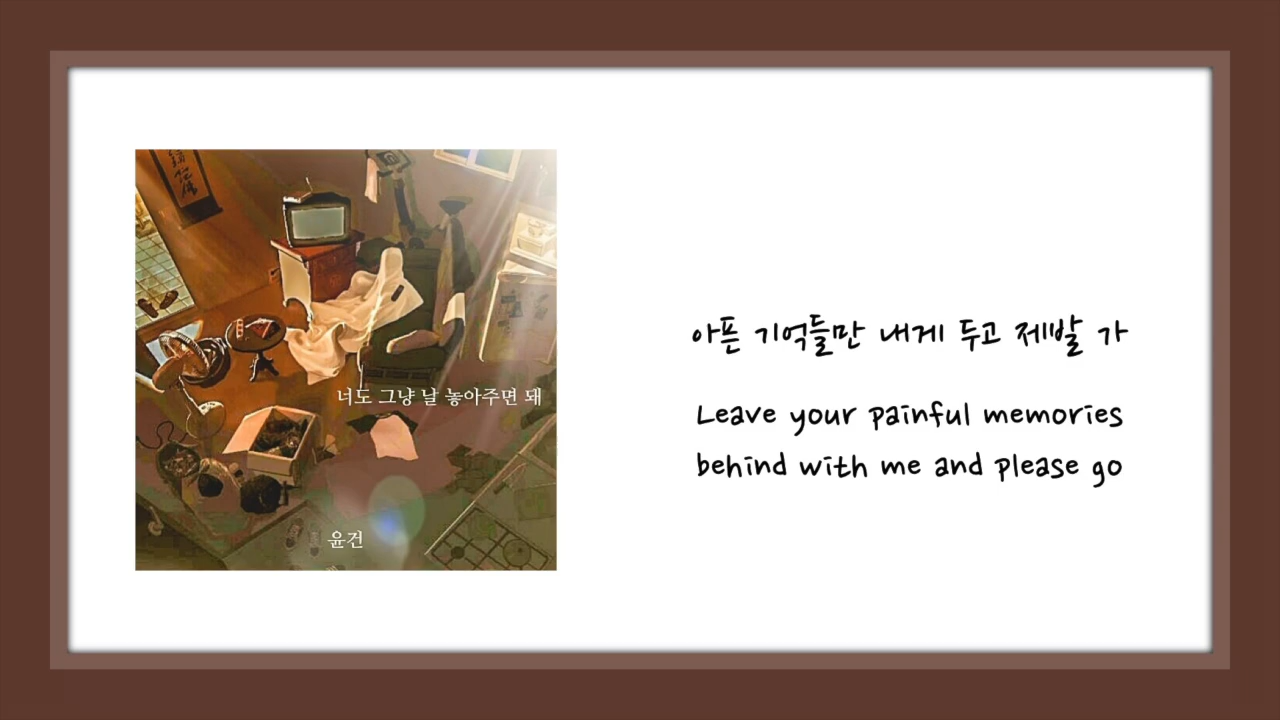 너도 그냥 날 놓아주면 돼
윤건
아픈 기억들만 내게 두고 제발 가
Leave your painful memories
behind with me and please go